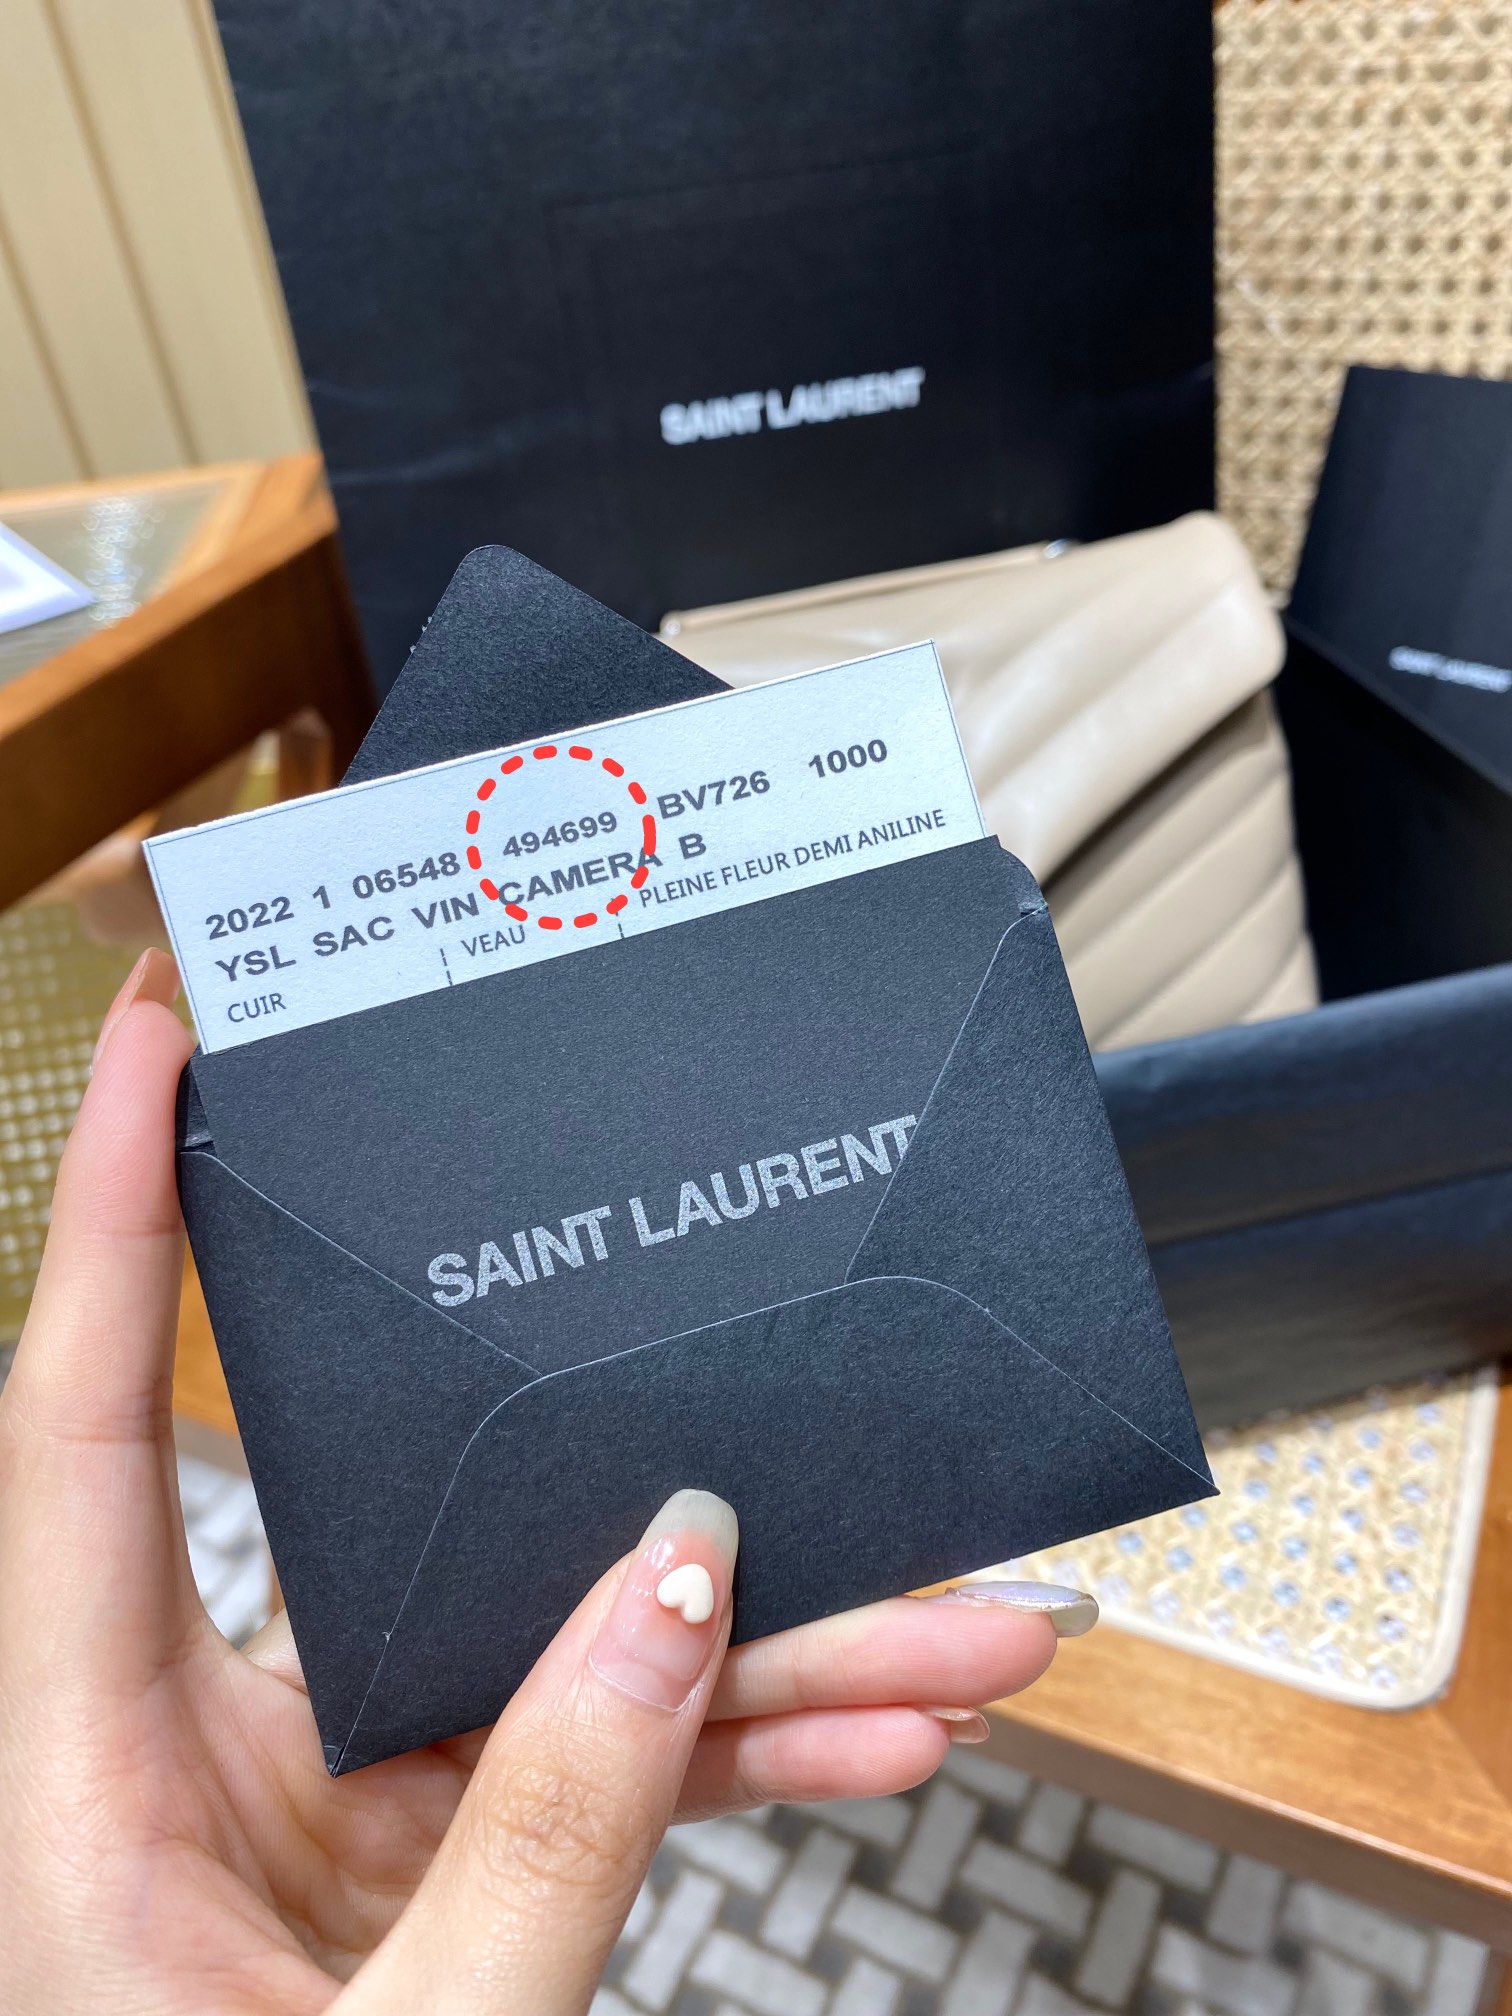 SAINT LAURENT
SAINT LAURENT
2022 1 06548 494699 BV726 1000
YSL SAC VIN CAMERA B
CUIR VEAU PLEINE FLEUR DEMI ANILINE
SAINT LAURENT